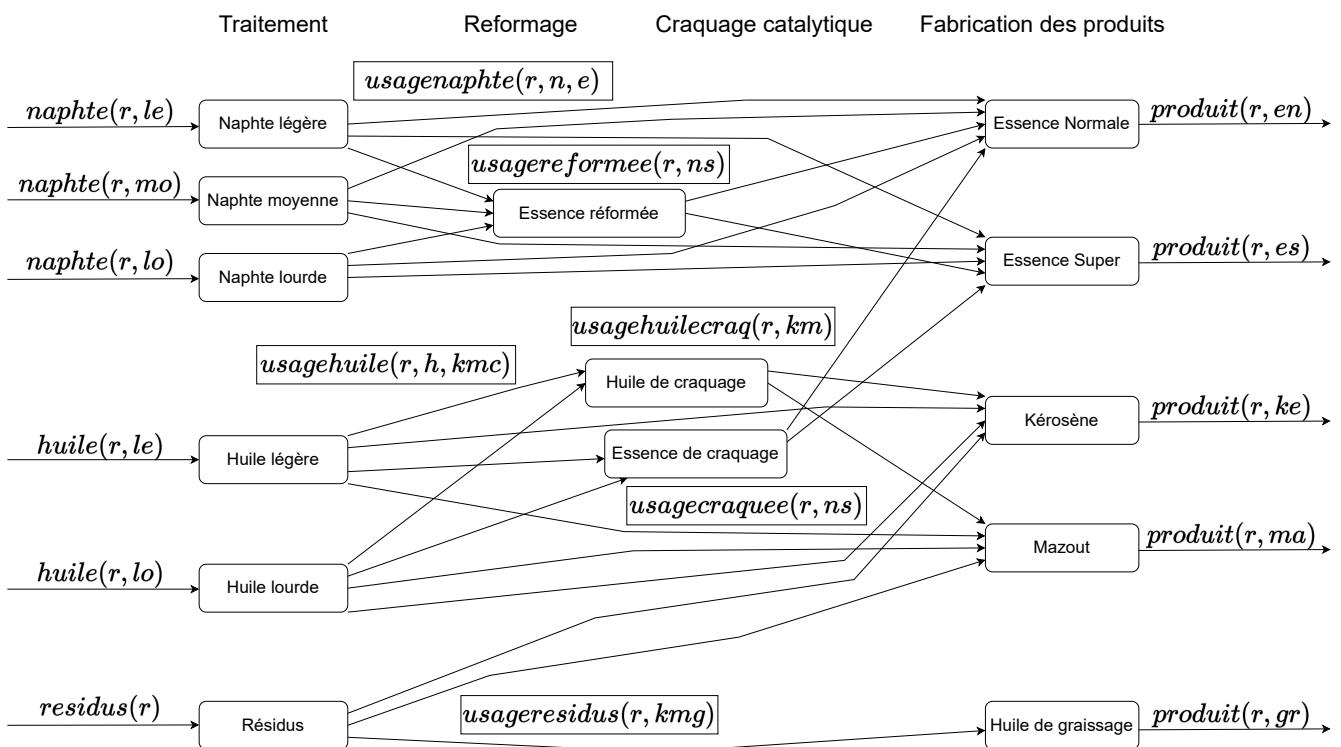 Traitement
Reformage
Craquage catalytique
Fabrication des produits
usagenaphte(r, n, e)
naphte(r, le)
Naphte légère
Essence Normale
produit(r, en)
usagereformee(r, ns)
naphte(r, mo)
Naphte moyenne
Essence réformée
naphte(r, lo)
Naphte lourde
Essence Super
produit(r, es)
usagehuilecraq(r, km)
usagehuile(r, h, kmc)
Huile de craquage
Kérosène
produit(r, ke)
huile(r, le)
Huile légère
Essence de craquage
usagecraquee(r, ns)
Mazout
produit(r, ma)
huile(r, lo)
Huile lourde
residus(r)
Résidus
usageresidus(r, kmg)
Huile de graissage
produit(r, gr)